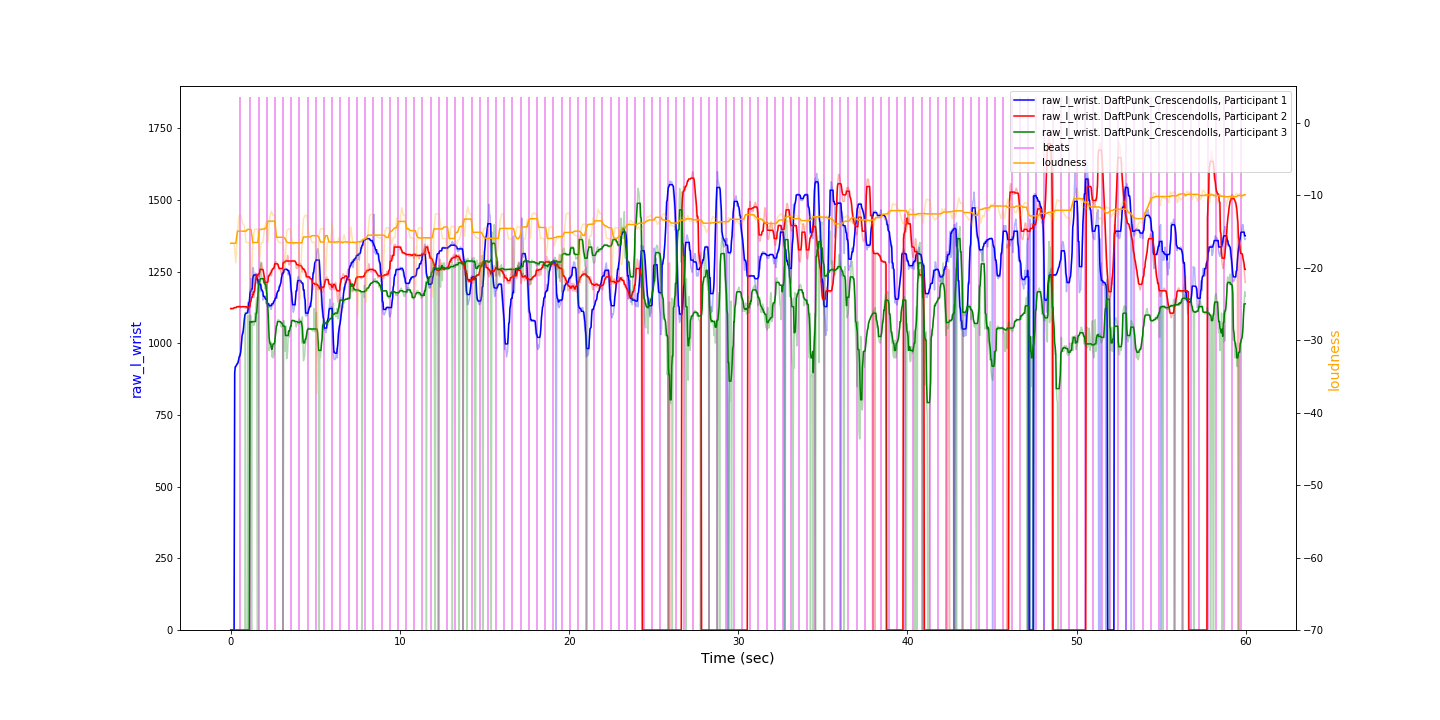 raw_l_wrist. DaftPunk_Crescendolls, Participant 1
raw_l_wrist. DaftPunk_Crescendolls, Participant 2
raw_l_wrist. DaftPunk_Crescendolls, Participant 3
beats
loudness
1750
1500
1250
1000
750
500
250
0
raw_l_wrist
0
−10
−20
−30
−40
−50
−60
−70
loudness
0 10 20 30 40 50 60
Time (sec)